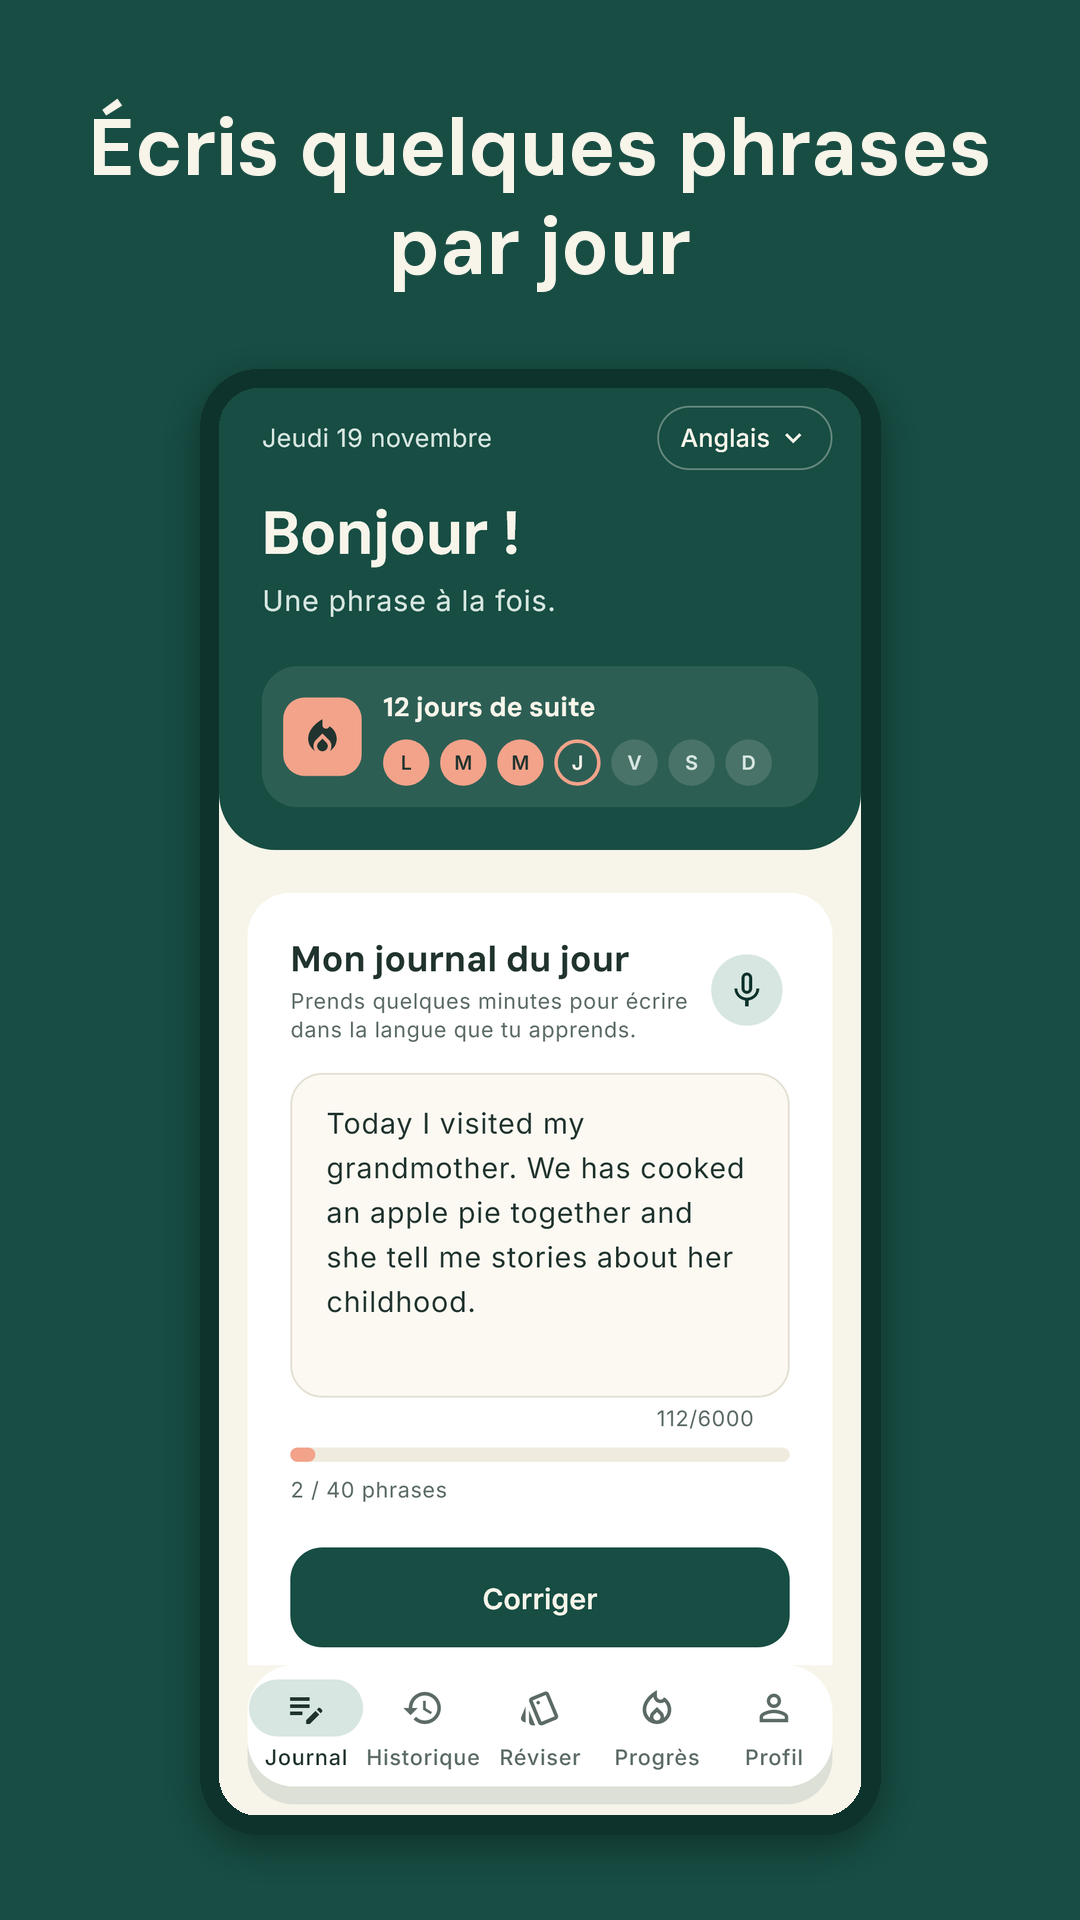 Écris quelques phrases
par jour
Jeudi 19 novembre
Anglais
Bonjour !
Une phrase à la fois.
12 jours de suite
L M M J V S D
Mon journal du jour
Prends quelques minutes pour écrire
dans la langue que tu apprends.
Today I visited my
grandmother. We has cooked
an apple pie together and
she tell me stories about her
childhood.
112/6000
2 / 40 phrases
Corriger
Journal Historique Réviser Progrès Profil